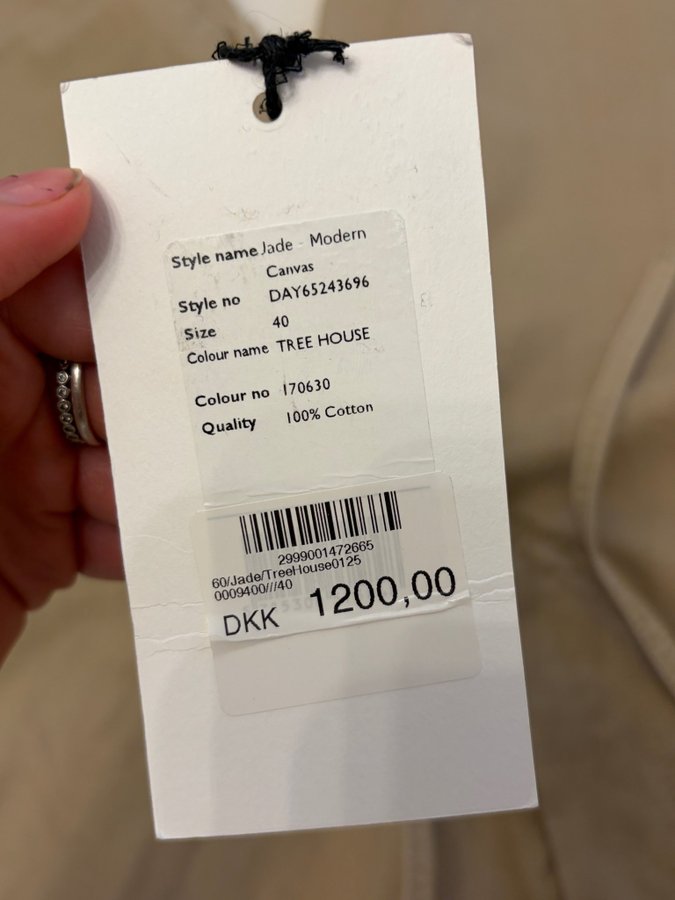 Style name Jade - Modern
Canvas
Style no DAY65243696
Size 40
Colour name TREE HOUSE
Colour no 170630
Quality 100% Cotton
2999001472665
60/Jade/TreeHouse0125
0009400///40
DKK 1200,00